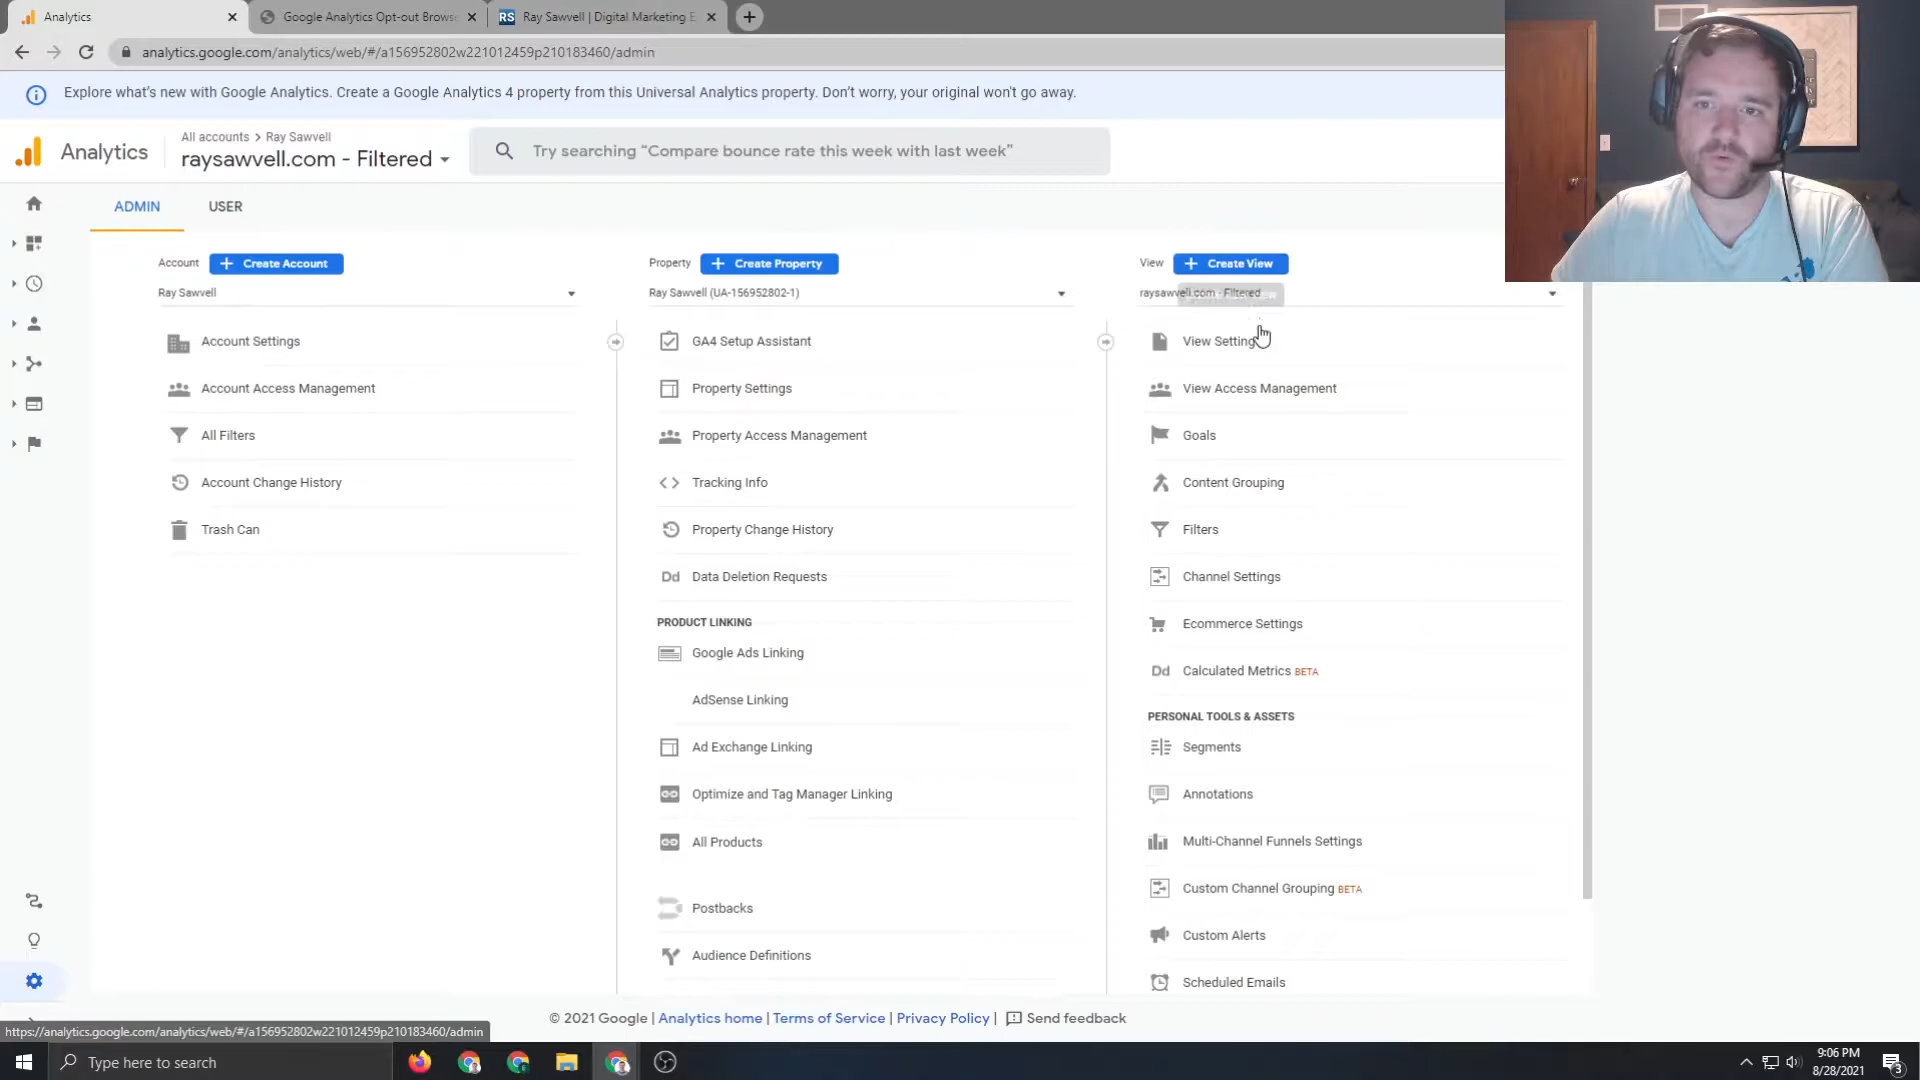 Analytics
Google Analytics Opt-out Brows
RS Ray Sawvell | Digital Marketing E
analytics.google.com/analytics/web/#/a156952802w221012459p210183460/admin
Explore what's new with Google Analytics. Create a Google Analytics 4 property from this Universal Analytics property. Don't worry, your original won't go away.
Analytics
All accounts > Ray Sawvell
raysawvell.com - Filtered
Try searching “Compare bounce rate this week with last week”
ADMIN
USER
Account
Create Account
Ray Sawvell
Account Settings
Account Access Management
All Filters
Account Change History
Trash Can
Property
Create Property
Ray Sawvell (UA-156952802-1)
GA4 Setup Assistant
Property Settings
Property Access Management
Tracking Info
Property Change History
Dd Data Deletion Requests
PRODUCT LINKING
Google Ads Linking
AdSense Linking
Ad Exchange Linking
Optimize and Tag Manager Linking
All Products
Postbacks
Audience Definitions
View
Create View
raysawvell.com - Filtered
View Setting
View Access Management
Goals
Content Grouping
Filters
Channel Settings
Ecommerce Settings
Dd Calculated Metrics BETA
PERSONAL TOOLS & ASSETS
Segments
Annotations
Multi-Channel Funnels Settings
Custom Channel Grouping BETA
Custom Alerts
Scheduled Emails
© 2021 Google | Analytics home | Terms of Service | Privacy Policy | Send feedback
https://analytics.google.com/analytics/web/#/a156952802w221012459p210183460/admin
Type here to search
9:06 PM
8/28/2021
3